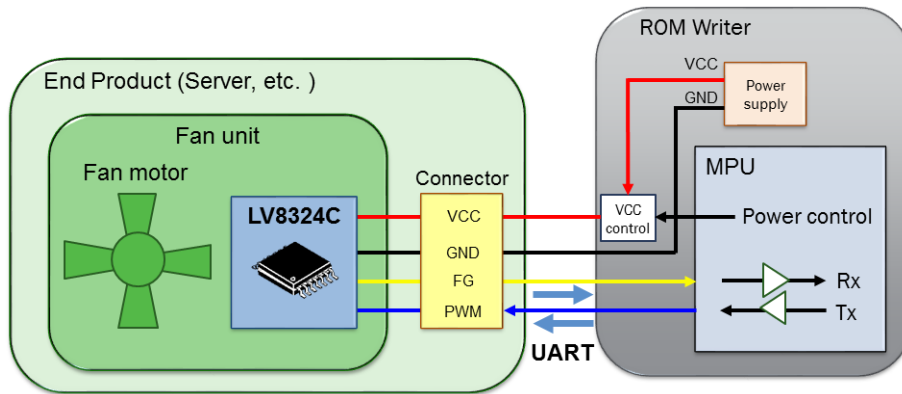 ROM Writer
VCC
GND
Power
supply
End Product (Server, etc. )
Fan unit
Fan motor
LV8324C
Connector
VCC
GND
FG
PWM
VCC
control
MPU
Power control
Rx
Tx
UART